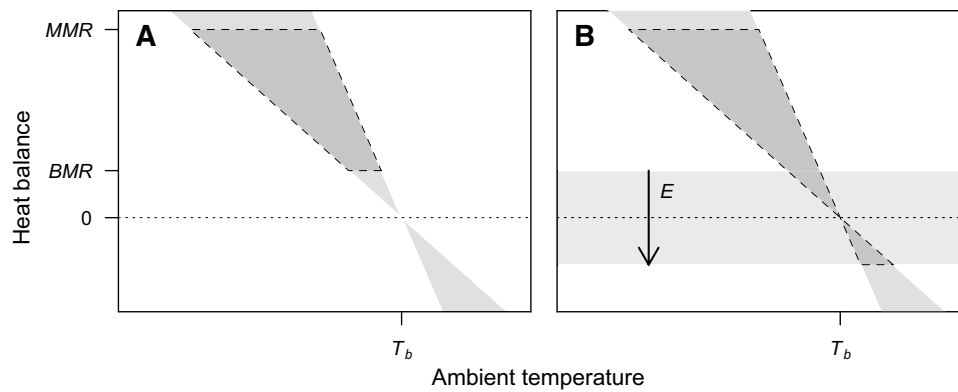 A
B
MMR
BMR
0
Heat balance
E
T_b
T_b
Ambient temperature